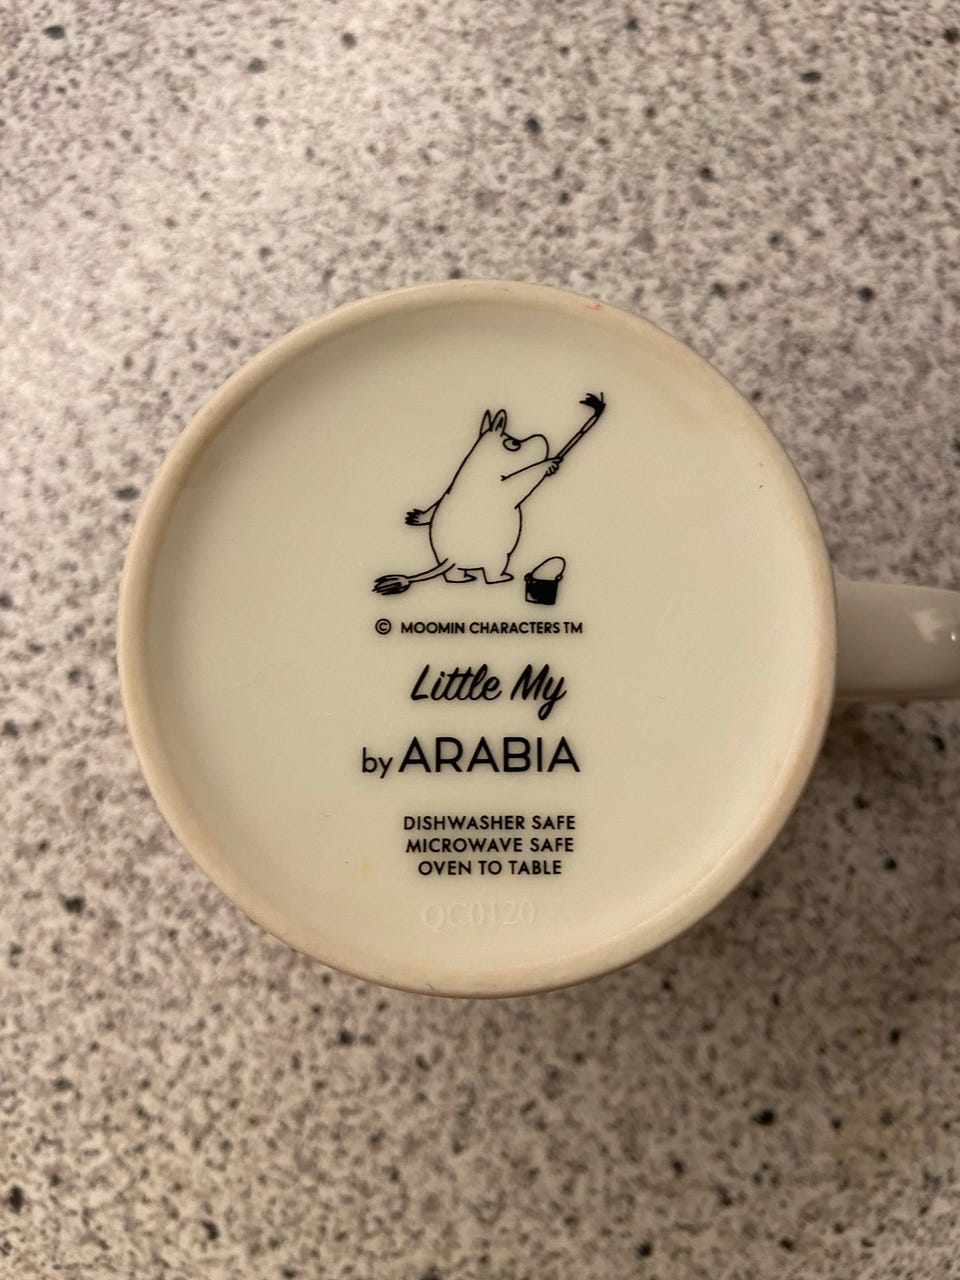 © MOOMIN CHARACTERS TM
Little My
by ARABIA
DISHWASHER SAFE
MICROWAVE SAFE
OVEN TO TABLE
QC0120